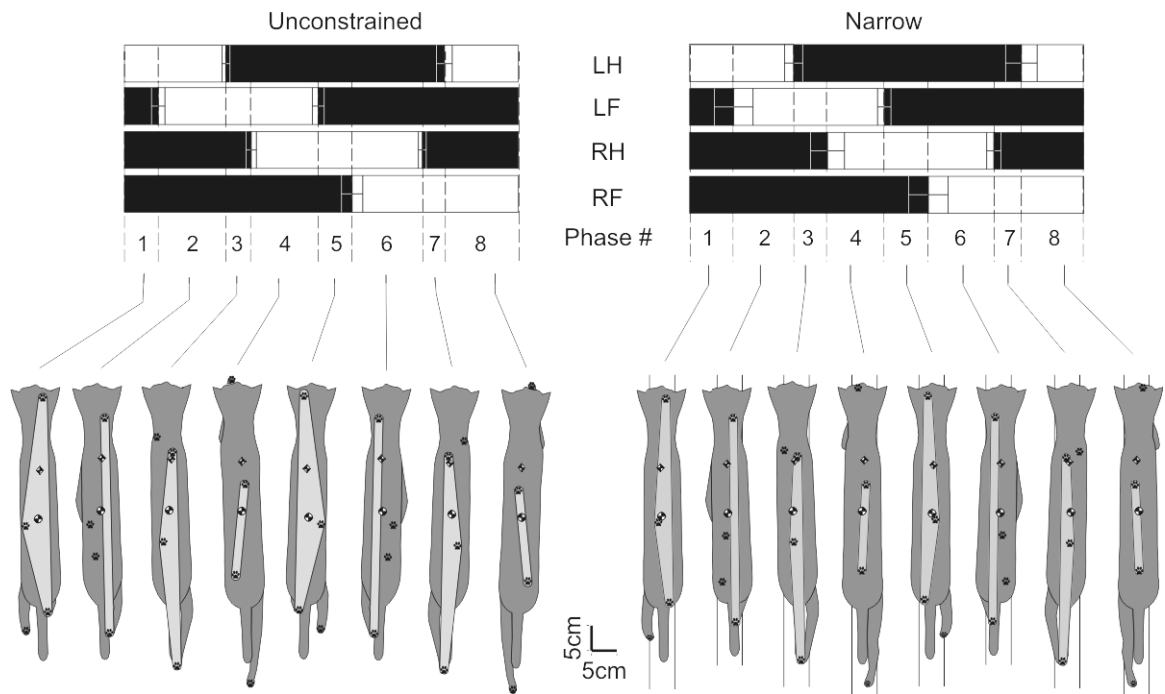 Unconstrained
Narrow
LH
LF
RH
RF
1 2 3 4 5 6 7 8
Phase #
1 2 3 4 5 6 7 8
5cm
5cm